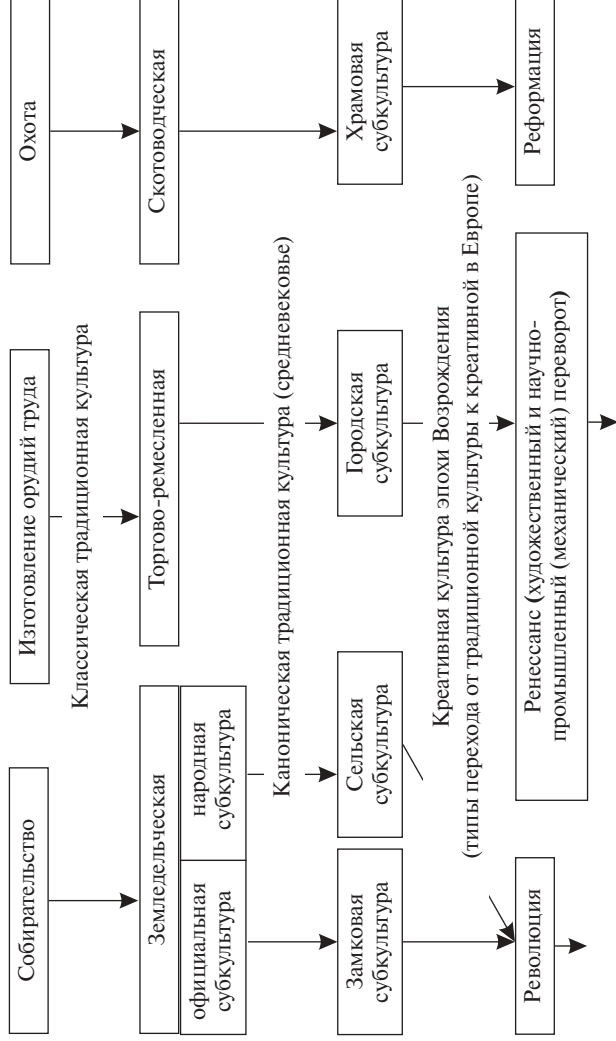 Собирательство
Изготовление орудий труда
Охота
Классическая традиционная культура
Земледельческая
официальная
субкультура
народная
субкультура
Торгово-ремесленная
Скотоводческая
Каноническая традиционная культура (средневековье)
Замковая
субкультура
Сельская
субкультура
Городская
субкультура
Храмовая
субкультура
Креативная культура эпохи Возрождения
(типы перехода от традиционной культуры к креативной в Европе)
Революция
Ренессанс (художественный и научно-
промышленный (механический) переворот)
Реформация